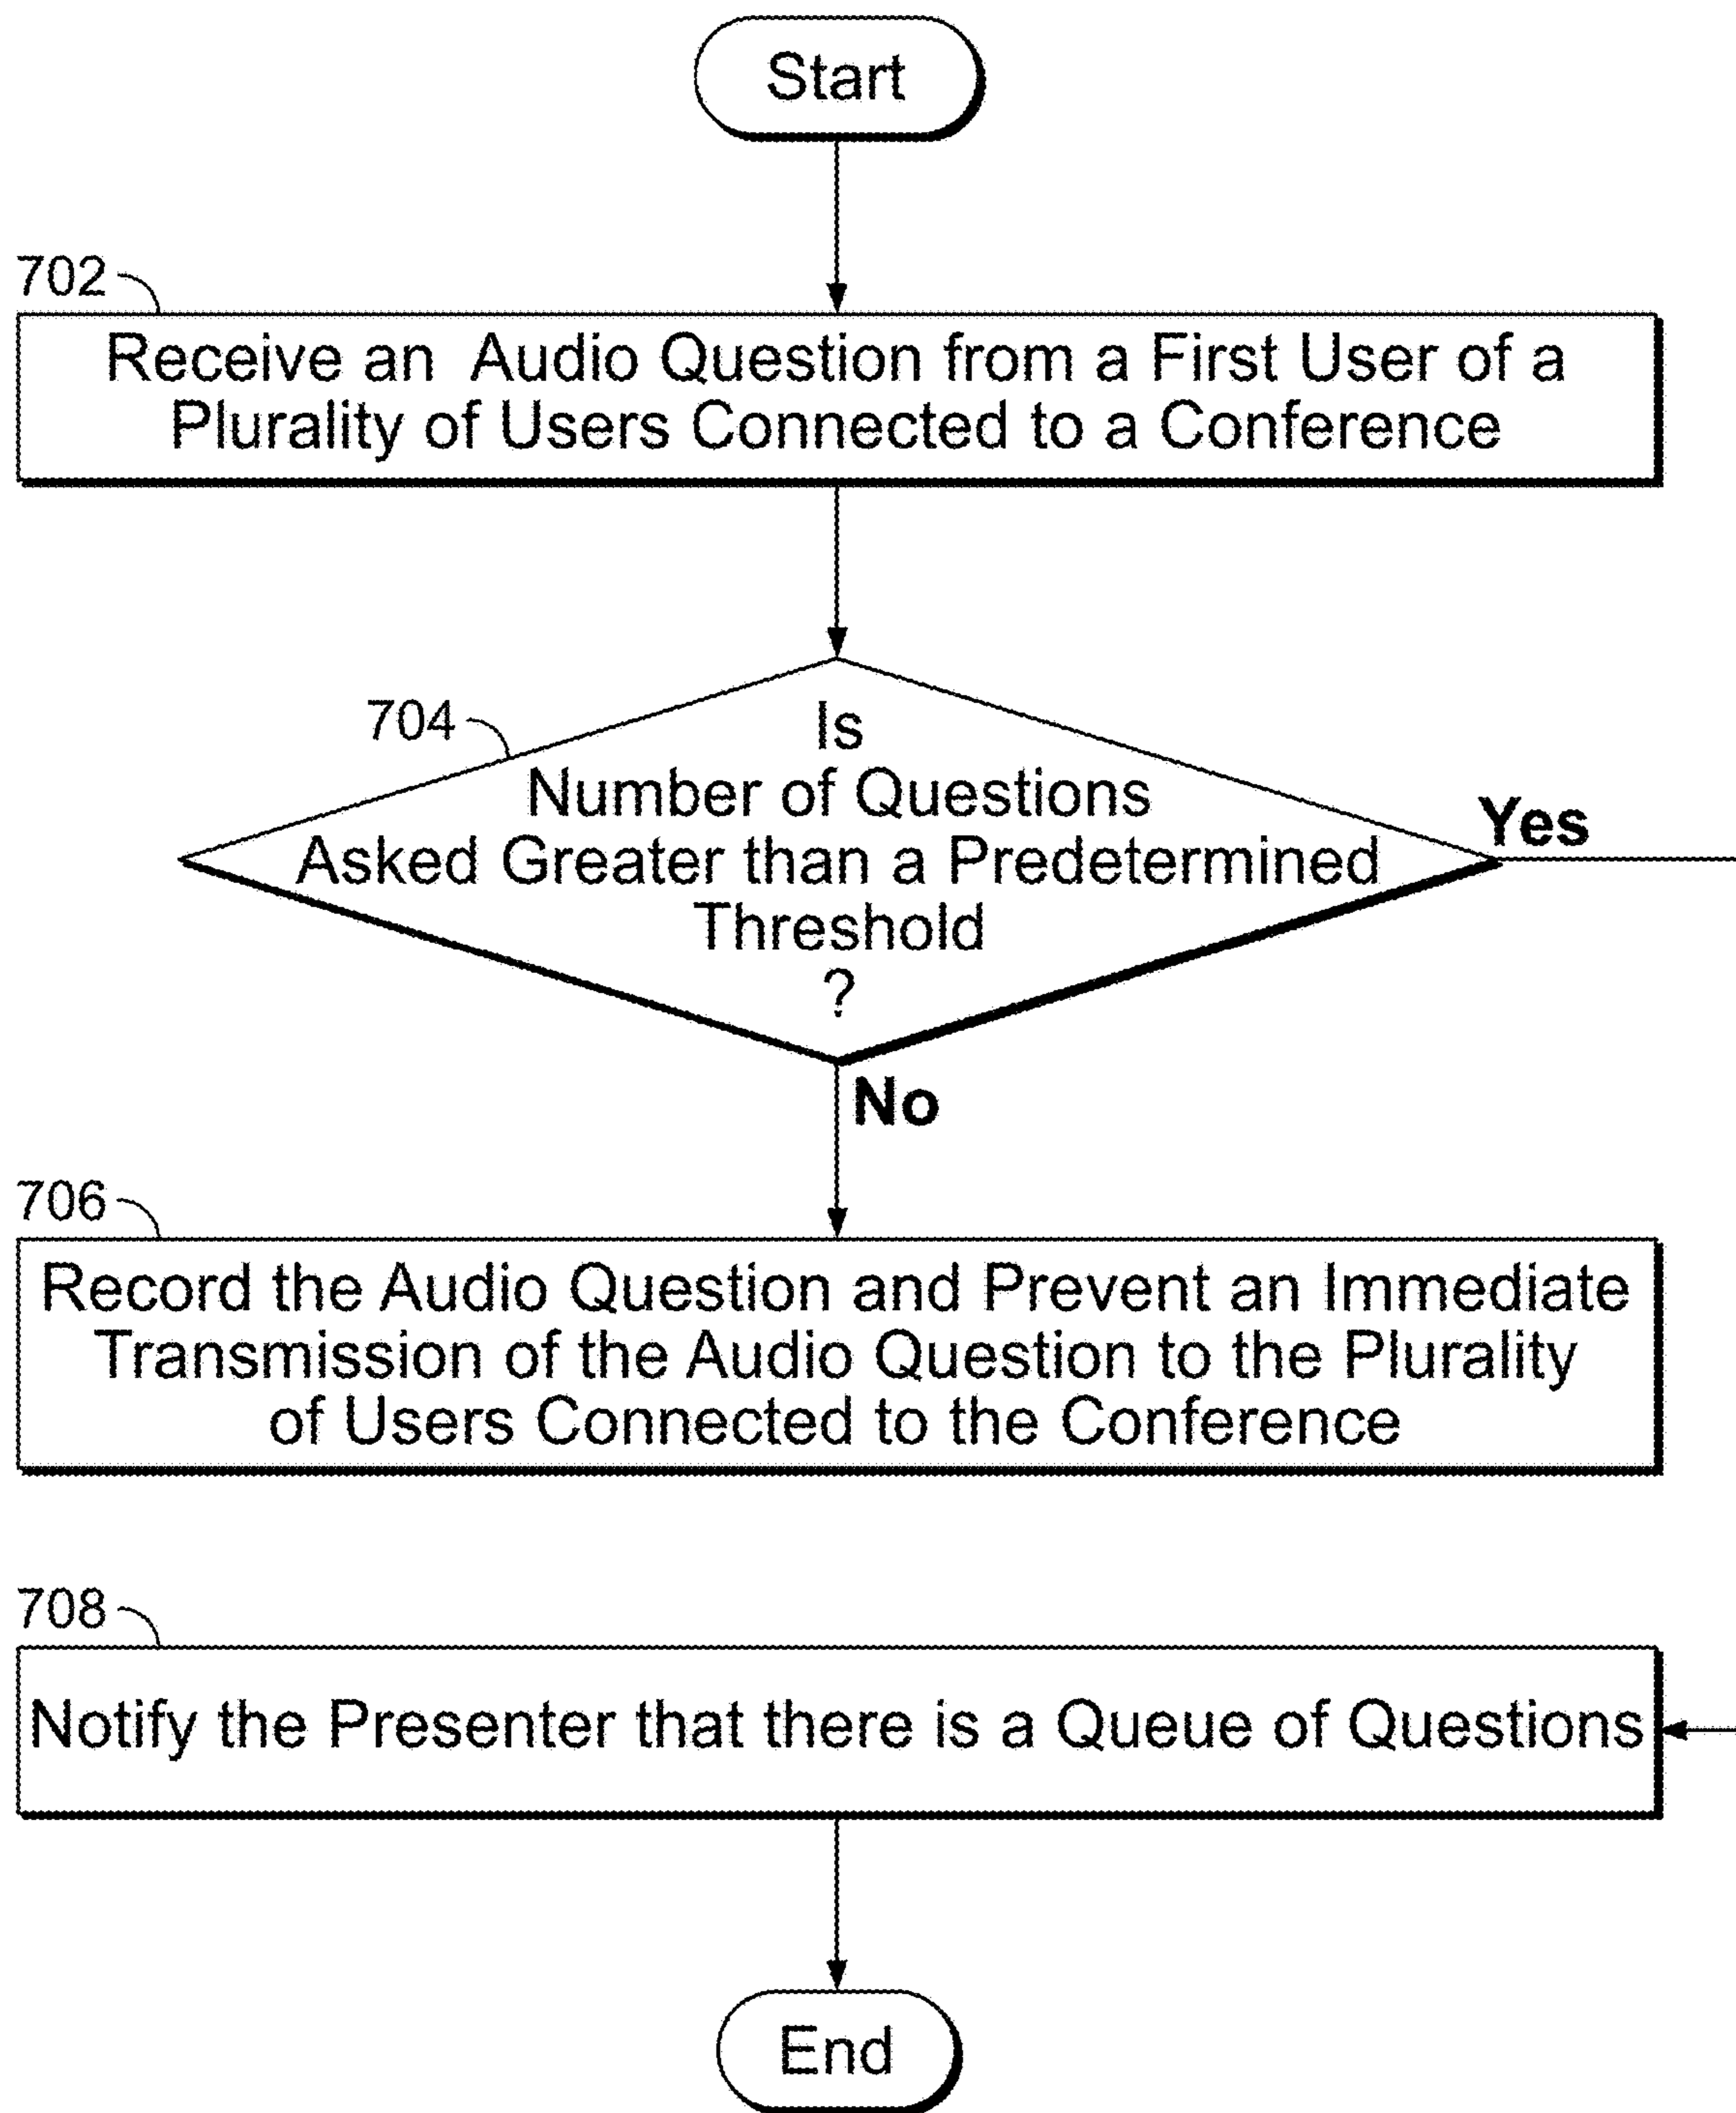 Start
702
Receive an Audio Question from a First User of a
Plurality of Users Connected to a Conference
704
Is
Number of Questions
Asked Greater than a Predetermined
Threshold
?
Yes
No
706
Record the Audio Question and Prevent an Immediate
Transmission of the Audio Question to the Plurality
of Users Connected to the Conference
708
Notify the Presenter that there is a Queue of Questions
End